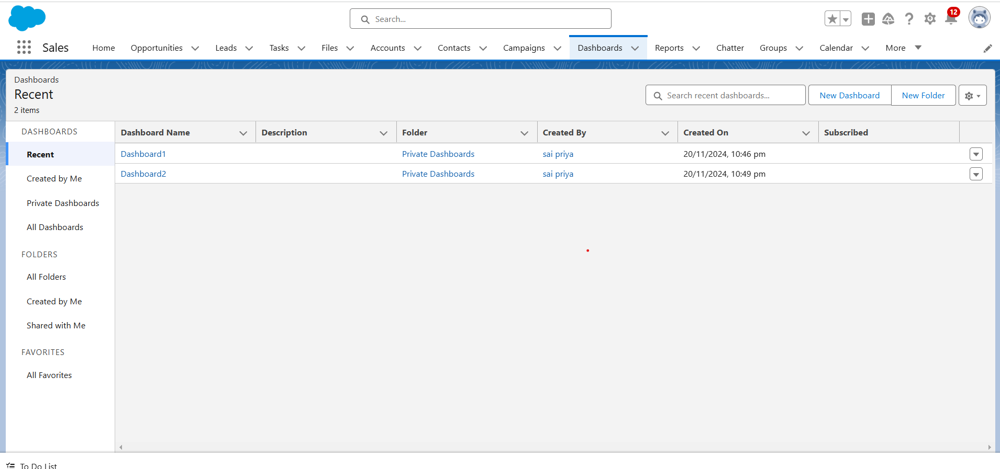 Search...
12
Sales
Home
Opportunities
Leads
Tasks
Files
Accounts
Contacts
Campaigns
Dashboards
Reports
Chatter
Groups
Calendar
More
Dashboards
Recent
2 items
Search recent dashboards...
New Dashboard
New Folder
DASHBOARDS
Recent
Created by Me
Private Dashboards
All Dashboards
FOLDERS
All Folders
Created by Me
Shared with Me
FAVORITES
All Favorites
Dashboard Name Description Folder Created By Created On Subscribed
Dashboard1 Private Dashboards sai priya 20/11/2024, 10:46 pm
Dashboard2 Private Dashboards sai priya 20/11/2024, 10:49 pm
To Do List